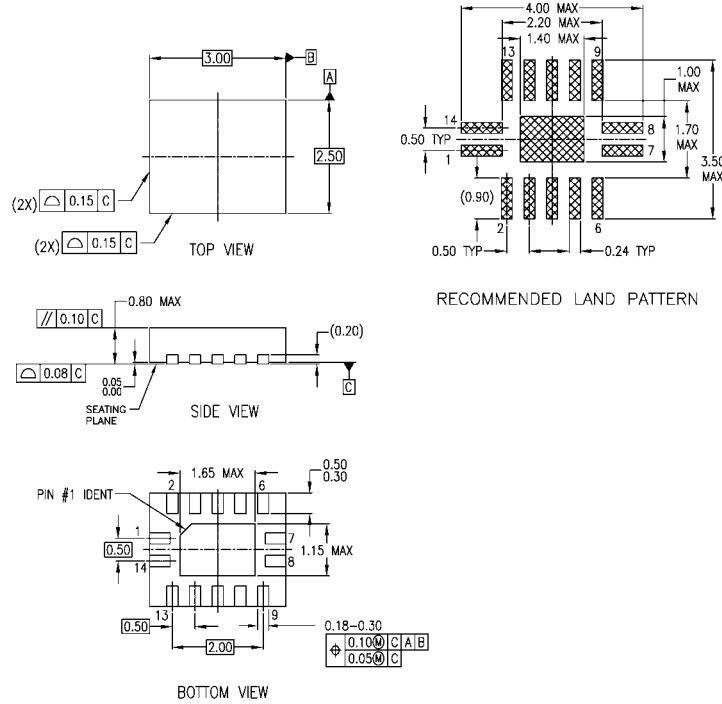 3.00
B
A
2.50
(2X) ⌓ 0.15 C
(2X) ⌓ 0.15 C
TOP VIEW
4.00 MAX
2.20 MAX
1.40 MAX
13
9
1.00 MAX
14
8
0.50 TYP
1.70 MAX
3.50 MAX
1
7
(0.90)
2
6
0.50 TYP
0.24 TYP
RECOMMENDED LAND PATTERN
0.80 MAX
// 0.10 C
(0.20)
⌓ 0.08 C
0.05
0.00
C
SEATING PLANE
SIDE VIEW
1.65 MAX
0.50
0.30
2
6
PIN #1 IDENT
1
7
0.50
1.15 MAX
14
8
13
9
0.50
2.00
0.18-0.30
⌖ 0.10Ⓜ C A B
0.05Ⓜ C
BOTTOM VIEW